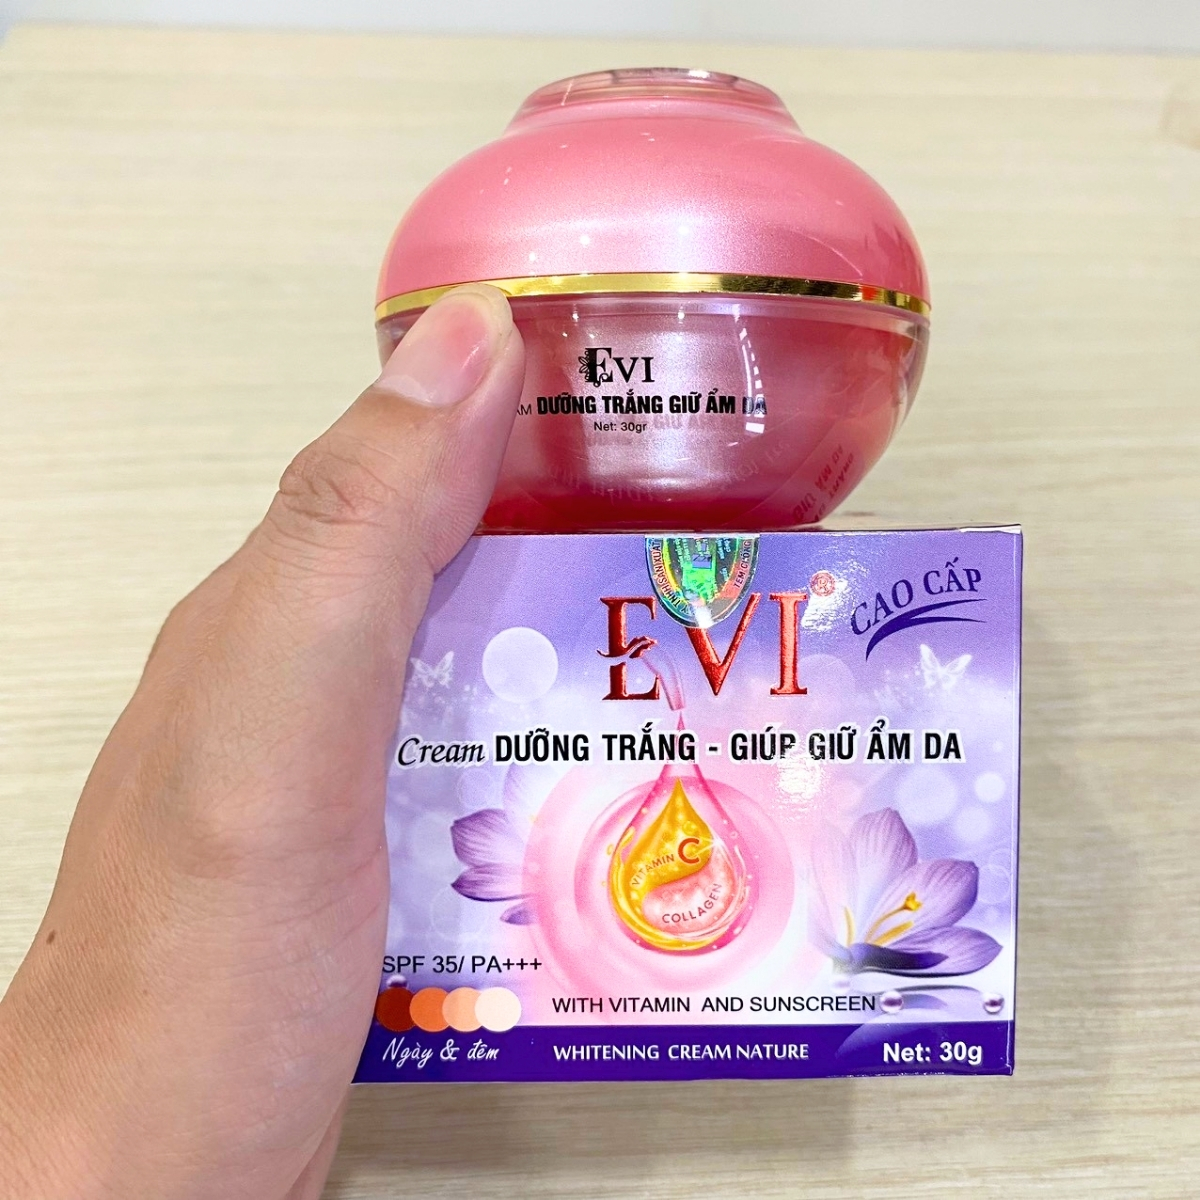 EVI
DƯỠNG TRẮNG GIỮ ẨM DA
Net: 30gr
EVI®
CAO CẤP
Cream DƯỠNG TRẮNG - GIÚP GIỮ ẨM DA
VITAMIN C
COLLAGEN
SPF 35/ PA+++
WITH VITAMIN AND SUNSCREEN
Ngày & đêm
WHITENING CREAM NATURE
Net: 30g